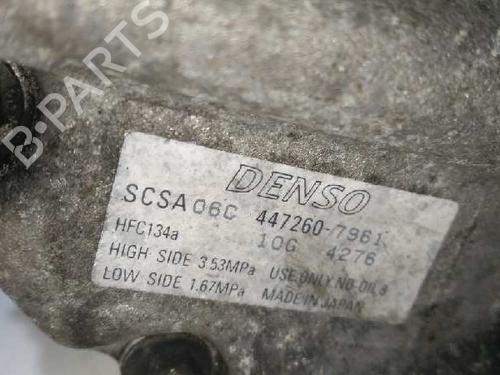 B-PARTS
DENSO
SCSA06C 447260-7961
HFC134a 10G 4276
HIGH SIDE 3.53MPa USE ONLY ND-OIL8
LOW SIDE 1.67MPa MADE IN JAPAN
B-PARTS